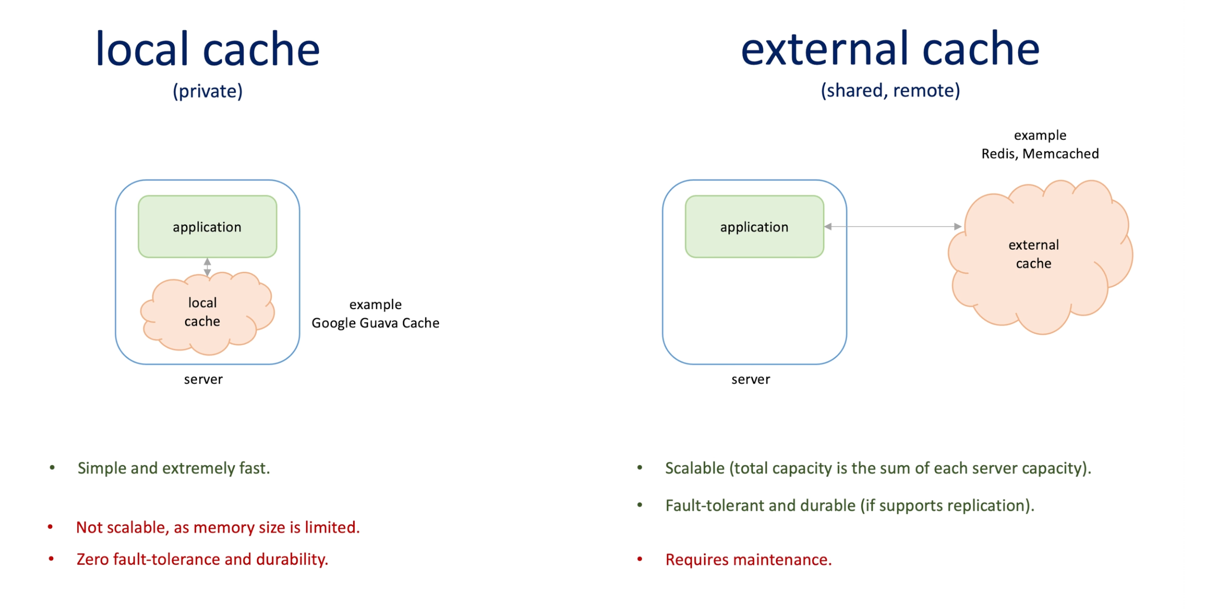 local cache
(private)
application
local
cache
example
Google Guava Cache
server
• Simple and extremely fast.
• Not scalable, as memory size is limited.
• Zero fault-tolerance and durability.
external cache
(shared, remote)
example
Redis, Memcached
application
external
cache
server
• Scalable (total capacity is the sum of each server capacity).
• Fault-tolerant and durable (if supports replication).
• Requires maintenance.